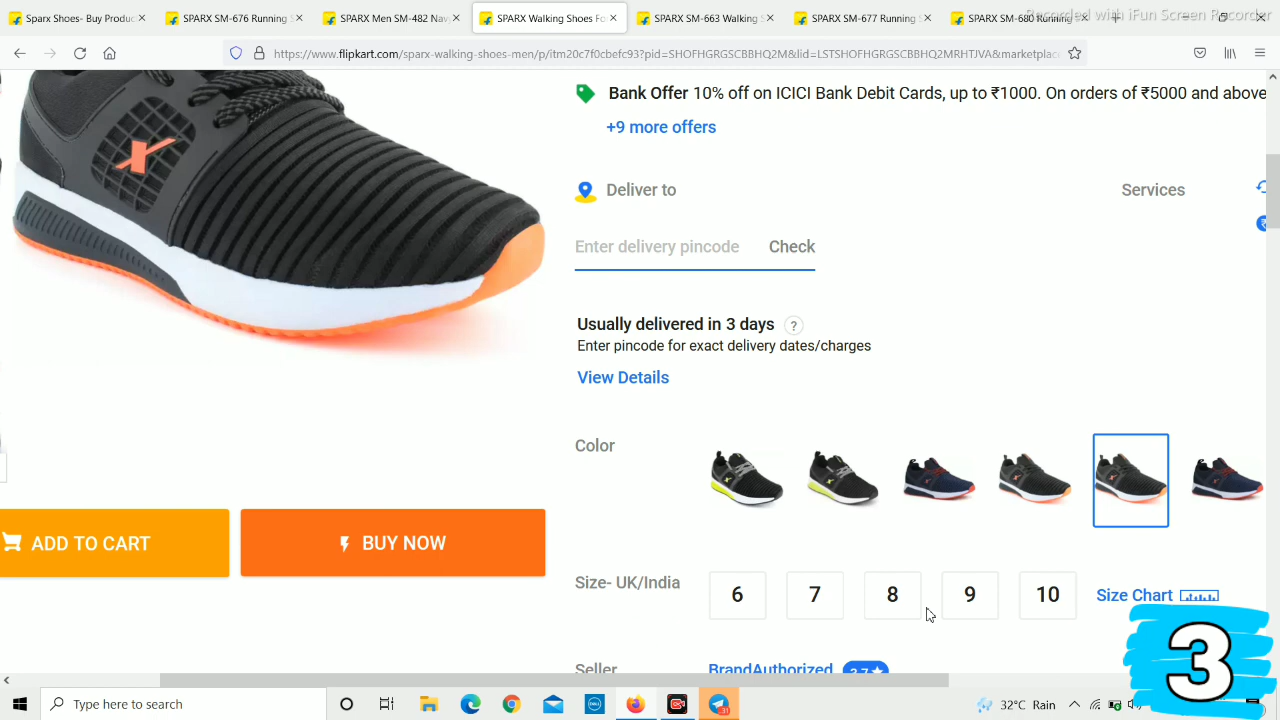 Sparx Shoes- Buy Produc
SPARX SM-676 Running S
SPARX Men SM-482 Nav
SPARX Walking Shoes Fo
SPARX SM-663 Walking S
SPARX SM-677 Running S
SPARX SM-680 Running
Recorded with iFun Screen Recorder
https://www.flipkart.com/sparx-walking-shoes-men/p/itm20c7f0cbefc93?pid=SHOFHGRGSCBBHQ2M&lid=LSTSHOFHGRGSCBBHQ2MRHTJVA&marketplac
Bank Offer 10% off on ICICI Bank Debit Cards, up to ₹1000. On orders of ₹5000 and above
+9 more offers
Deliver to
Services
Enter delivery pincode Check
Usually delivered in 3 days ?
Enter pincode for exact delivery dates/charges
View Details
Color
ADD TO CART
BUY NOW
Size- UK/India
6 7 8 9 10
Size Chart
Seller
BrandAuthorized 3.7★
3
Type here to search
DELL
31
32°C Rain